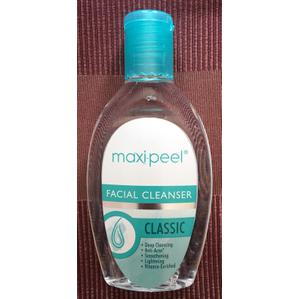 maxi·peel®
FACIAL CLEANSER
CLASSIC
• Deep Cleansing
• Anti-Acne*
• Smoothening
• Lightening
• Vitamin-Enriched